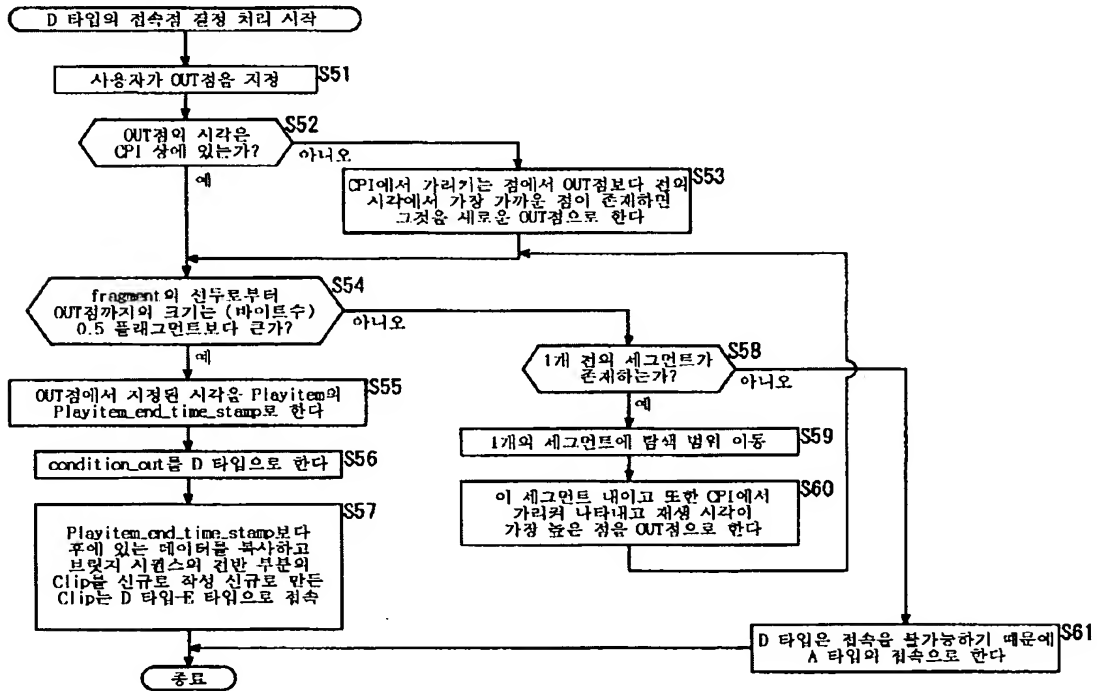 D 타입의 접속점 결정 처리 시작
사용자가 OUT점을 지정
S51
OUT점의 시각은
CPI 상에 있는가?
S52
아니오
예
CPI에서 가리키는 점에서 OUT점보다 전의
시각에서 가장 가까운 점이 존재하면
그것을 새로운 OUT점으로 한다
S53
fragment의 선두로부터
OUT점까지의 크기는 (바이트수)
0.5 플래그먼트보다 큰가?
S54
아니오
예
OUT점에서 지정된 시각을 Playitem의
Playitem_end_time_stamp로 한다
S55
condition_out를 D 타입으로 한다
S56
Playitem_end_time_stamp보다
후에 있는 데이터를 복사하고
브릿지 시퀀스의 전반 부분의
Clip를 신규로 작성 신규로 만든
Clip는 D 타입-E 타입으로 접속
S57
1개 전의 세그먼트가
존재하는가?
S58
아니오
예
1개의 세그먼트에 탐색 범위 이동
S59
이 세그먼트 내이고 또한 CPI에서
가리켜 나타내고 재생 시각이
가장 높은 점을 OUT점으로 한다
S60
D 타입은 접속을 불가능하기 때문에
A 타입의 접속으로 한다
S61
종료